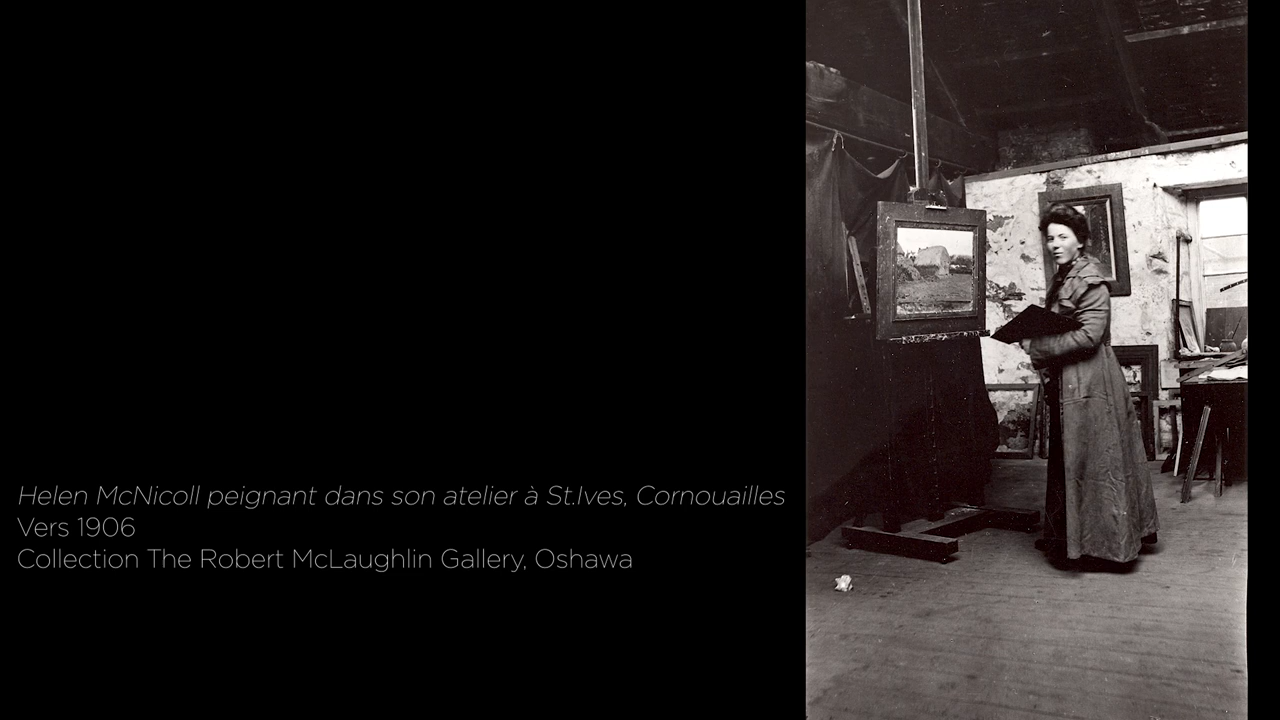 Helen McNicoll peignant dans son atelier à St.Ives, Cornouailles
Vers 1906
Collection The Robert McLaughlin Gallery, Oshawa